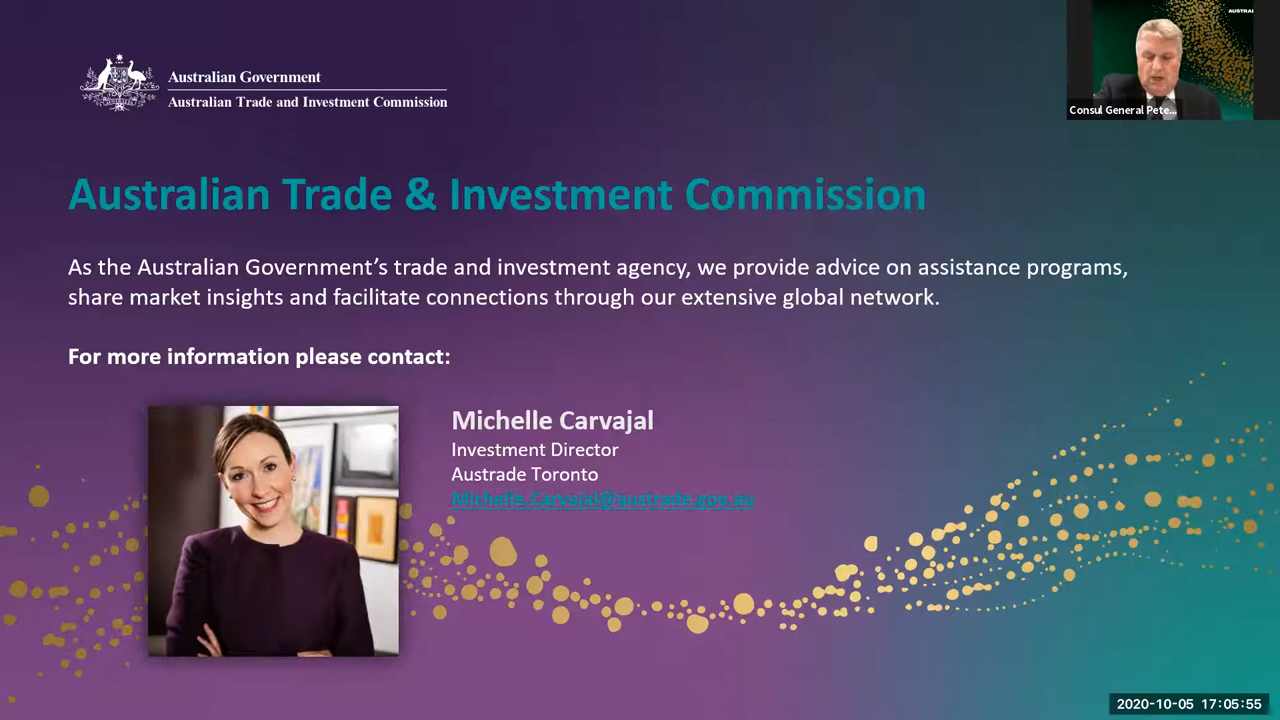 Australian Government
Australian Trade and Investment Commission
AUSTRAL
Consul General Pete...
Australian Trade & Investment Commission
As the Australian Government's trade and investment agency, we provide advice on assistance programs,
share market insights and facilitate connections through our extensive global network.
For more information please contact:
Michelle Carvajal
Investment Director
Austrade Toronto
Michelle.Carvajal@austrade.gov.au
2020-10-05 17:05:55